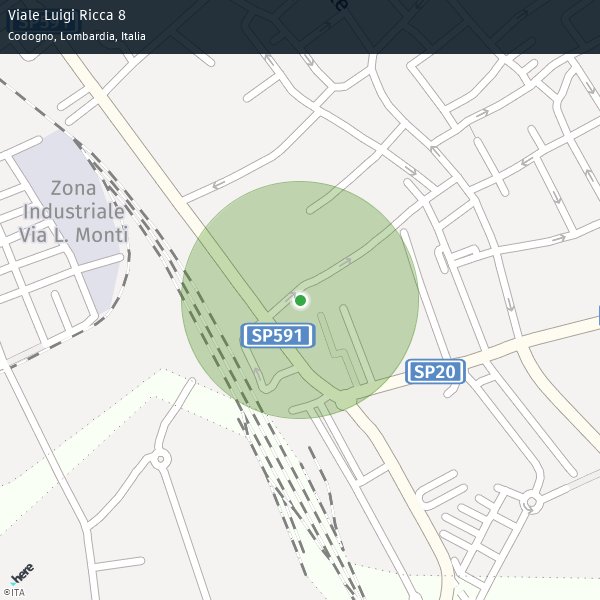 Viale Luigi Ricca 8
Codogno, Lombardia, Italia
Zona
Industriale
Via L. Monti
SP591
SP20
here
©ITA